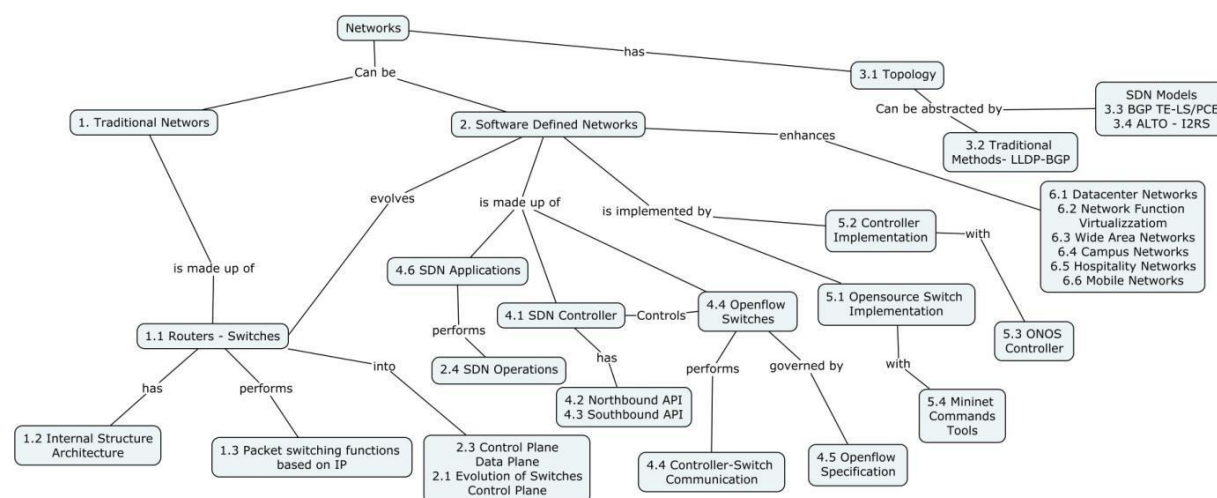 Networks
has
Can be
3.1 Topology
Can be abstracted by
SDN Models
3.3 BGP TE-LS/PCE
3.4 ALTO - I2RS
1. Traditional Networs
2. Software Defined Networks
enhances
3.2 Traditional
Methods- LLDP-BGP
evolves
is made up of
is implemented by
5.2 Controller
Implementation
with
6.1 Datacenter Networks
6.2 Network Function
Virtualizzatiom
6.3 Wide Area Networks
6.4 Campus Networks
6.5 Hospitality Networks
6.6 Mobile Networks
is made up of
4.6 SDN Applications
4.1 SDN Controller
Controls
4.4 Openflow
Switches
5.1 Opensource Switch
Implementation
5.3 ONOS
Controller
1.1 Routers - Switches
performs
2.4 SDN Operations
has
performs
governed by
with
has
performs
into
4.2 Northbound API
4.3 Southbound API
5.4 Mininet
Commands
Tools
1.2 Internal Structure
Architecture
1.3 Packet switching functions
based on IP
2.3 Control Plane
Data Plane
2.1 Evolution of Switches
Control Plane
4.4 Controller-Switch
Communication
4.5 Openflow
Specification